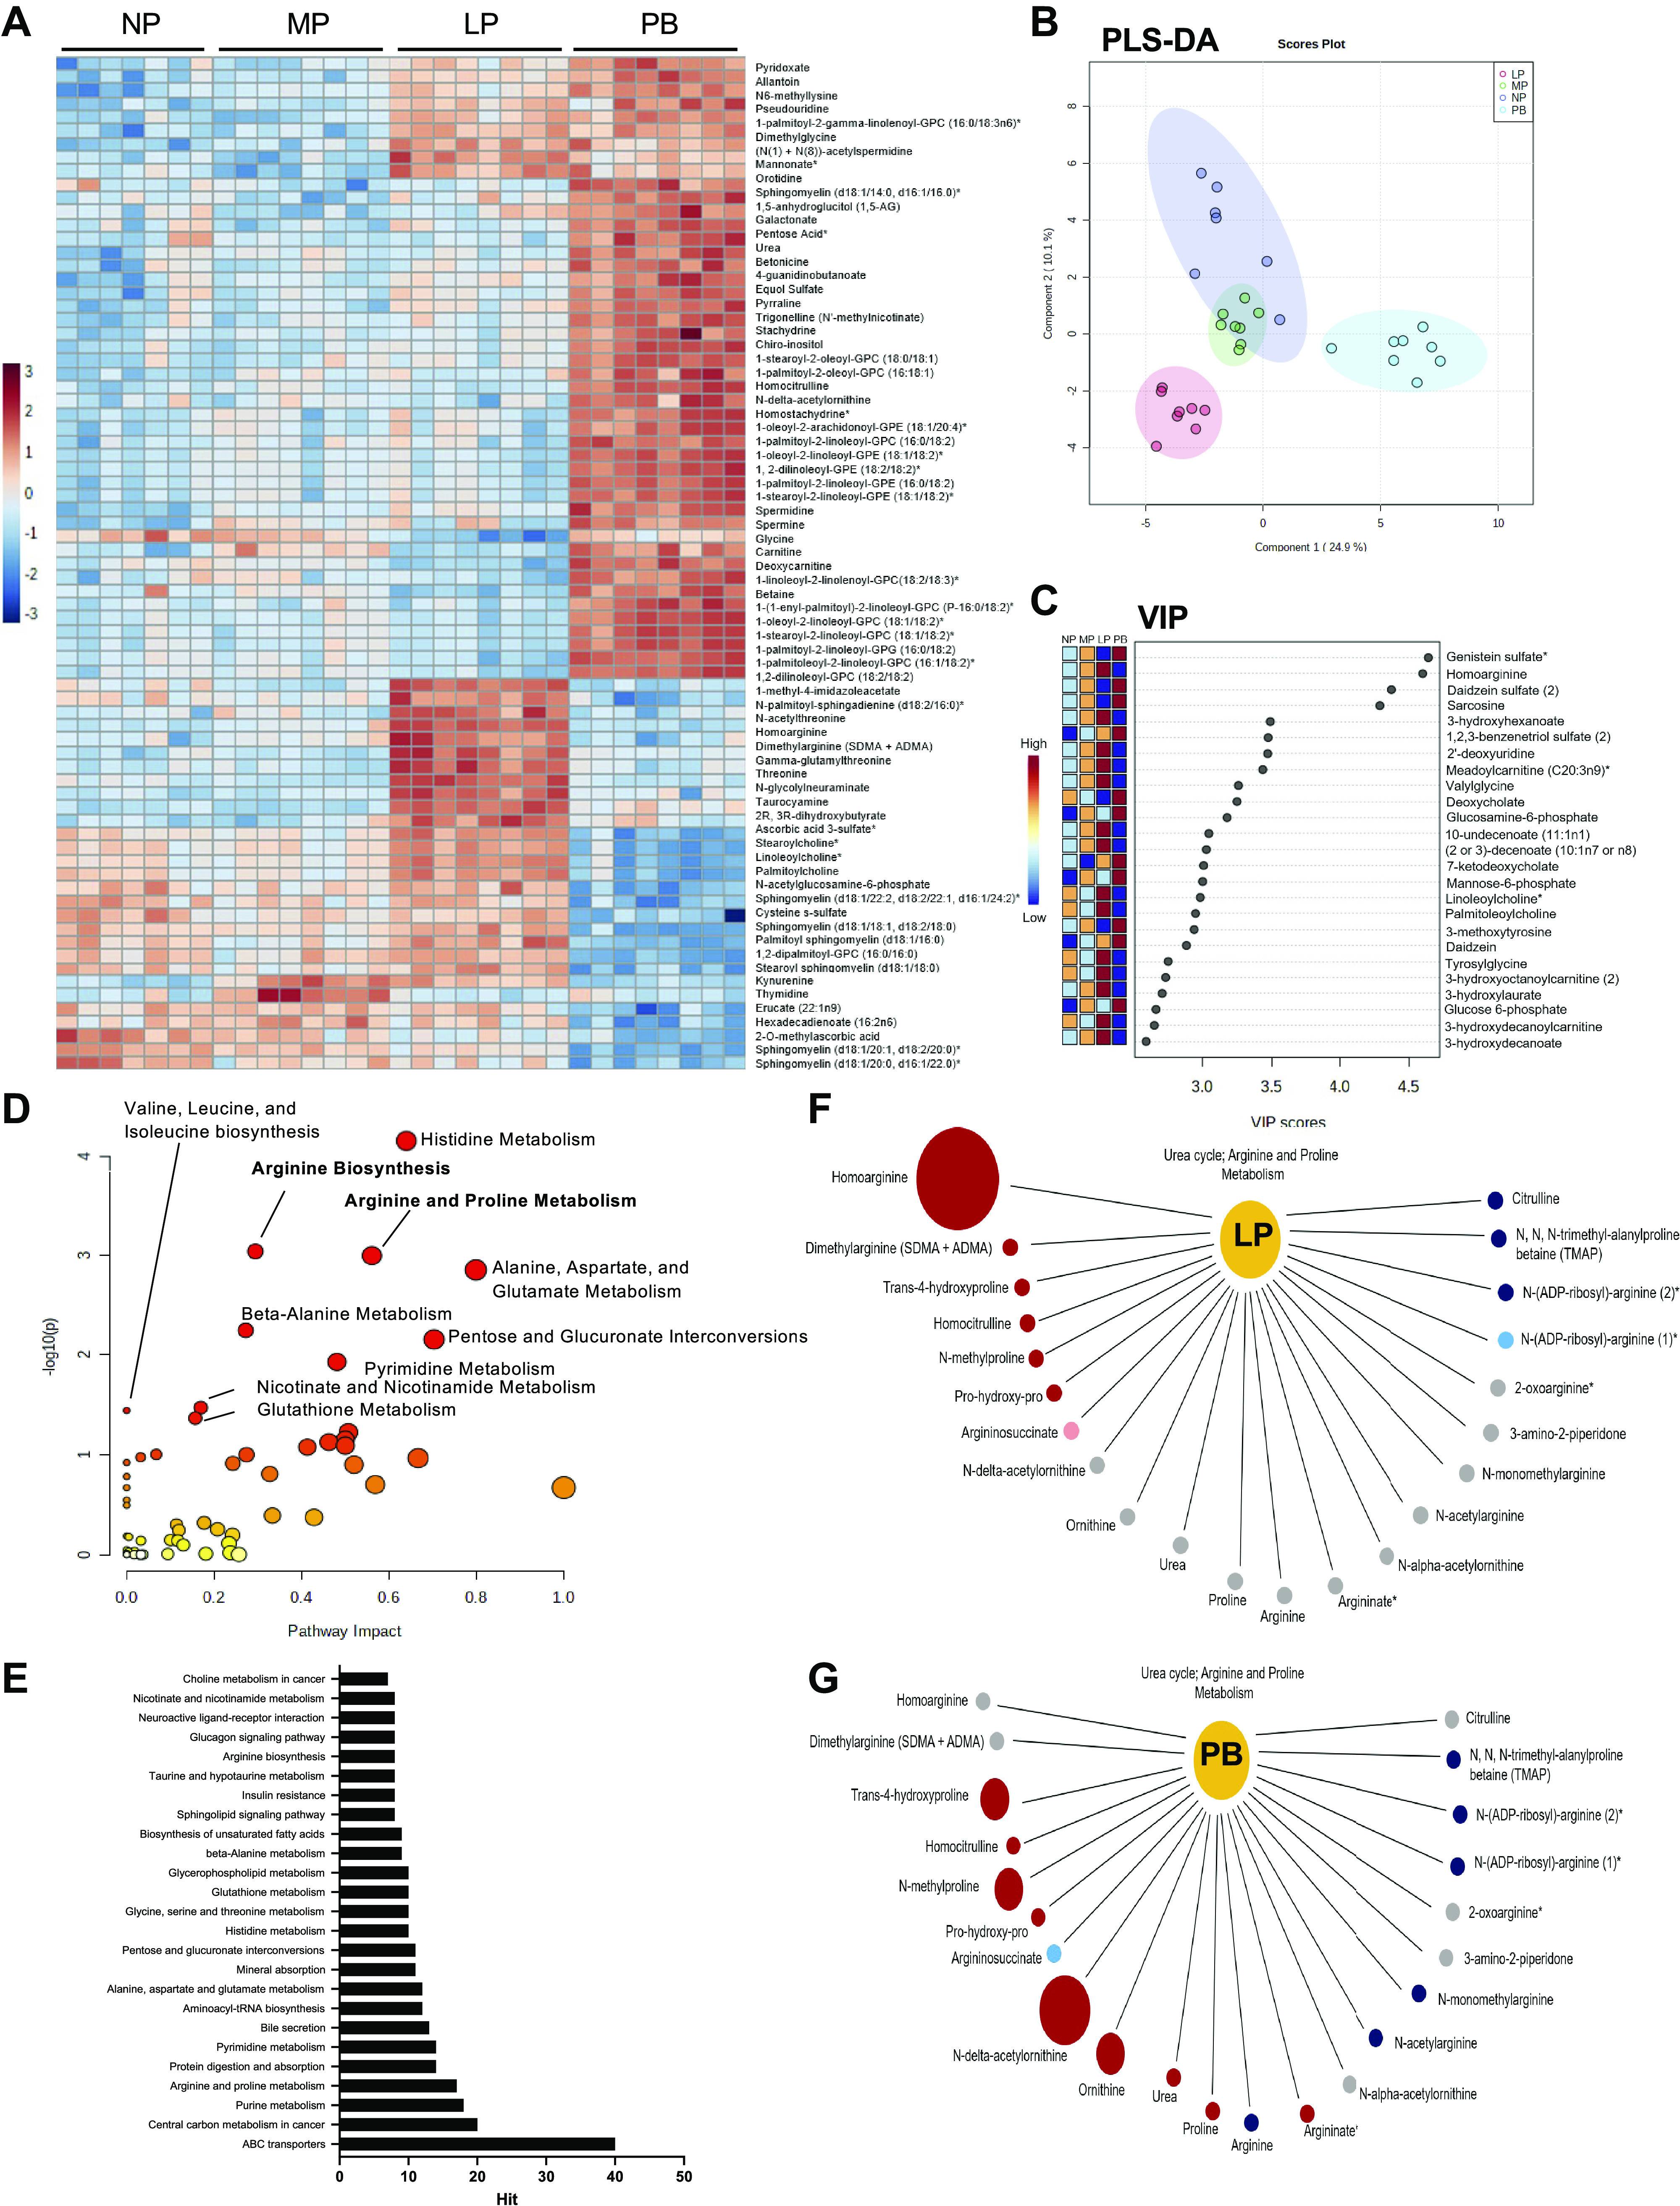 A
NP
MP
LP
PB
Pyridoxate
Allantoin
N6-methyllysine
Pseudouridine
1-palmitoyl-2-gamma-linolenoyl-GPC (16:0/18:3n6)*
Dimethylglycine
(N(1) + N(8))-acetylspermidine
Mannonate*
Orotidine
Sphingomyelin (d18:1/14:0, d16:1/16.0)*
1,5-anhydroglucitol (1,5-AG)
Galactonate
Pentose Acid*
Urea
Betonicine
4-guanidinobutanoate
Equol Sulfate
Pyrraline
Trigonelline (N'-methylnicotinate)
Stachydrine
Chiro-inositol
1-stearoyl-2-oleoyl-GPC (18:0/18:1)
1-palmitoyl-2-oleoyl-GPC (16:18:1)
Homocitrulline
N-delta-acetylornithine
Homostachydrine*
1-oleoyl-2-arachidonoyl-GPE (18:1/20:4)*
1-palmitoyl-2-linoleoyl-GPC (16:0/18:2)
1-oleoyl-2-linoleoyl-GPE (18:1/18:2)*
1, 2-dilinoleoyl-GPE (18:2/18:2)*
1-palmitoyl-2-linoleoyl-GPE (16:0/18:2)
1-stearoyl-2-linoleoyl-GPE (18:1/18:2)*
Spermidine
Spermine
Glycine
Carnitine
Deoxycarnitine
1-linoleoyl-2-linolenoyl-GPC(18:2/18:3)*
Betaine
1-(1-enyl-palmitoyl)-2-linoleoyl-GPC (P-16:0/18:2)*
1-oleoyl-2-linoleoyl-GPC (18:1/18:2)*
1-stearoyl-2-linoleoyl-GPC (18:1/18:2)*
1-palmitoyl-2-linoleoyl-GPG (16:0/18:2)
1-palmitoleoyl-2-linoleoyl-GPC (16:1/18:2)*
1,2-dilinoleoyl-GPC (18:2/18:2)
1-methyl-4-imidazoleacetate
N-palmitoyl-sphingadienine (d18:2/16:0)*
N-acetylthreonine
Homoarginine
Dimethylarginine (SDMA + ADMA)
Gamma-glutamylthreonine
Threonine
N-glycolylneuraminate
Taurocyamine
2R, 3R-dihydroxybutyrate
Ascorbic acid 3-sulfate*
Stearoylcholine*
Linoleoylcholine*
Palmitoylcholine
N-acetylglucosamine-6-phosphate
Sphingomyelin (d18:1/22:2, d18:2/22:1, d16:1/24:2)*
Cysteine s-sulfate
Sphingomyelin (d18:1/18:1, d18:2/18:0)
Palmitoyl sphingomyelin (d18:1/16:0)
1,2-dipalmitoyl-GPC (16:0/16:0)
Stearoyl sphingomyelin (d18:1/18:0)
Kynurenine
Thymidine
Erucate (22:1n9)
Hexadecadienoate (16:2n6)
2-O-methylascorbic acid
Sphingomyelin (d18:1/20:1, d18:2/20:0)*
Sphingomyelin (d18:1/20:0, d16:1/22.0)*
3
2
1
0
-1
-2
-3
B
PLS-DA
Scores Plot
LP
MP
NP
PB
8
6
4
2
0
-2
-4
Component 2 ( 10.1 %)
-5
0
5
10
Component 1 ( 24.9 %)
C
VIP
NP MP LP PB
High
Low
Genistein sulfate*
Homoarginine
Daidzein sulfate (2)
Sarcosine
3-hydroxyhexanoate
1,2,3-benzenetriol sulfate (2)
2'-deoxyuridine
Meadoylcarnitine (C20:3n9)*
Valylglycine
Deoxycholate
Glucosamine-6-phosphate
10-undecenoate (11:1n1)
(2 or 3)-decenoate (10:1n7 or n8)
7-ketodeoxycholate
Mannose-6-phosphate
Linoleoylcholine*
Palmitoleoylcholine
3-methoxytyrosine
Daidzein
Tyrosylglycine
3-hydroxyoctanoylcarnitine (2)
3-hydroxylaurate
Glucose 6-phosphate
3-hydroxydecanoylcarnitine
3-hydroxydecanoate
3.0
3.5
4.0
4.5
VIP scores
D
Valine, Leucine, and
Isoleucine biosynthesis
Histidine Metabolism
Arginine Biosynthesis
Arginine and Proline Metabolism
Alanine, Aspartate, and
Glutamate Metabolism
Beta-Alanine Metabolism
Pentose and Glucuronate Interconversions
Pyrimidine Metabolism
Nicotinate and Nicotinamide Metabolism
Glutathione Metabolism
4
3
2
1
0
-log10(p)
0.0
0.2
0.4
0.6
0.8
1.0
Pathway Impact
E
Choline metabolism in cancer
Nicotinate and nicotinamide metabolism
Neuroactive ligand-receptor interaction
Glucagon signaling pathway
Arginine biosynthesis
Taurine and hypotaurine metabolism
Insulin resistance
Sphingolipid signaling pathway
Biosynthesis of unsaturated fatty acids
beta-Alanine metabolism
Glycerophospholipid metabolism
Glutathione metabolism
Glycine, serine and threonine metabolism
Histidine metabolism
Pentose and glucuronate interconversions
Mineral absorption
Alanine, aspartate and glutamate metabolism
Aminoacyl-tRNA biosynthesis
Bile secretion
Pyrimidine metabolism
Protein digestion and absorption
Arginine and proline metabolism
Purine metabolism
Central carbon metabolism in cancer
ABC transporters
0
10
20
30
40
50
Hit
F
Urea cycle; Arginine and Proline
Metabolism
LP
Homoarginine
Dimethylarginine (SDMA + ADMA)
Trans-4-hydroxyproline
Homocitrulline
N-methylproline
Pro-hydroxy-pro
Argininosuccinate
N-delta-acetylornithine
Ornithine
Urea
Proline
Arginine
Argininate*
N-alpha-acetylornithine
N-acetylarginine
N-monomethylarginine
3-amino-2-piperidone
2-oxoarginine*
N-(ADP-ribosyl)-arginine (1)*
N-(ADP-ribosyl)-arginine (2)*
N, N, N-trimethyl-alanylproline
betaine (TMAP)
Citrulline
G
Urea cycle; Arginine and Proline
Metabolism
PB
Homoarginine
Dimethylarginine (SDMA + ADMA)
Trans-4-hydroxyproline
Homocitrulline
N-methylproline
Pro-hydroxy-pro
Argininosuccinate
N-delta-acetylornithine
Ornithine
Urea
Proline
Arginine
Argininate'
N-alpha-acetylornithine
N-acetylarginine
N-monomethylarginine
3-amino-2-piperidone
2-oxoarginine*
N-(ADP-ribosyl)-arginine (1)*
N-(ADP-ribosyl)-arginine (2)*
N, N, N-trimethyl-alanylproline
betaine (TMAP)
Citrulline